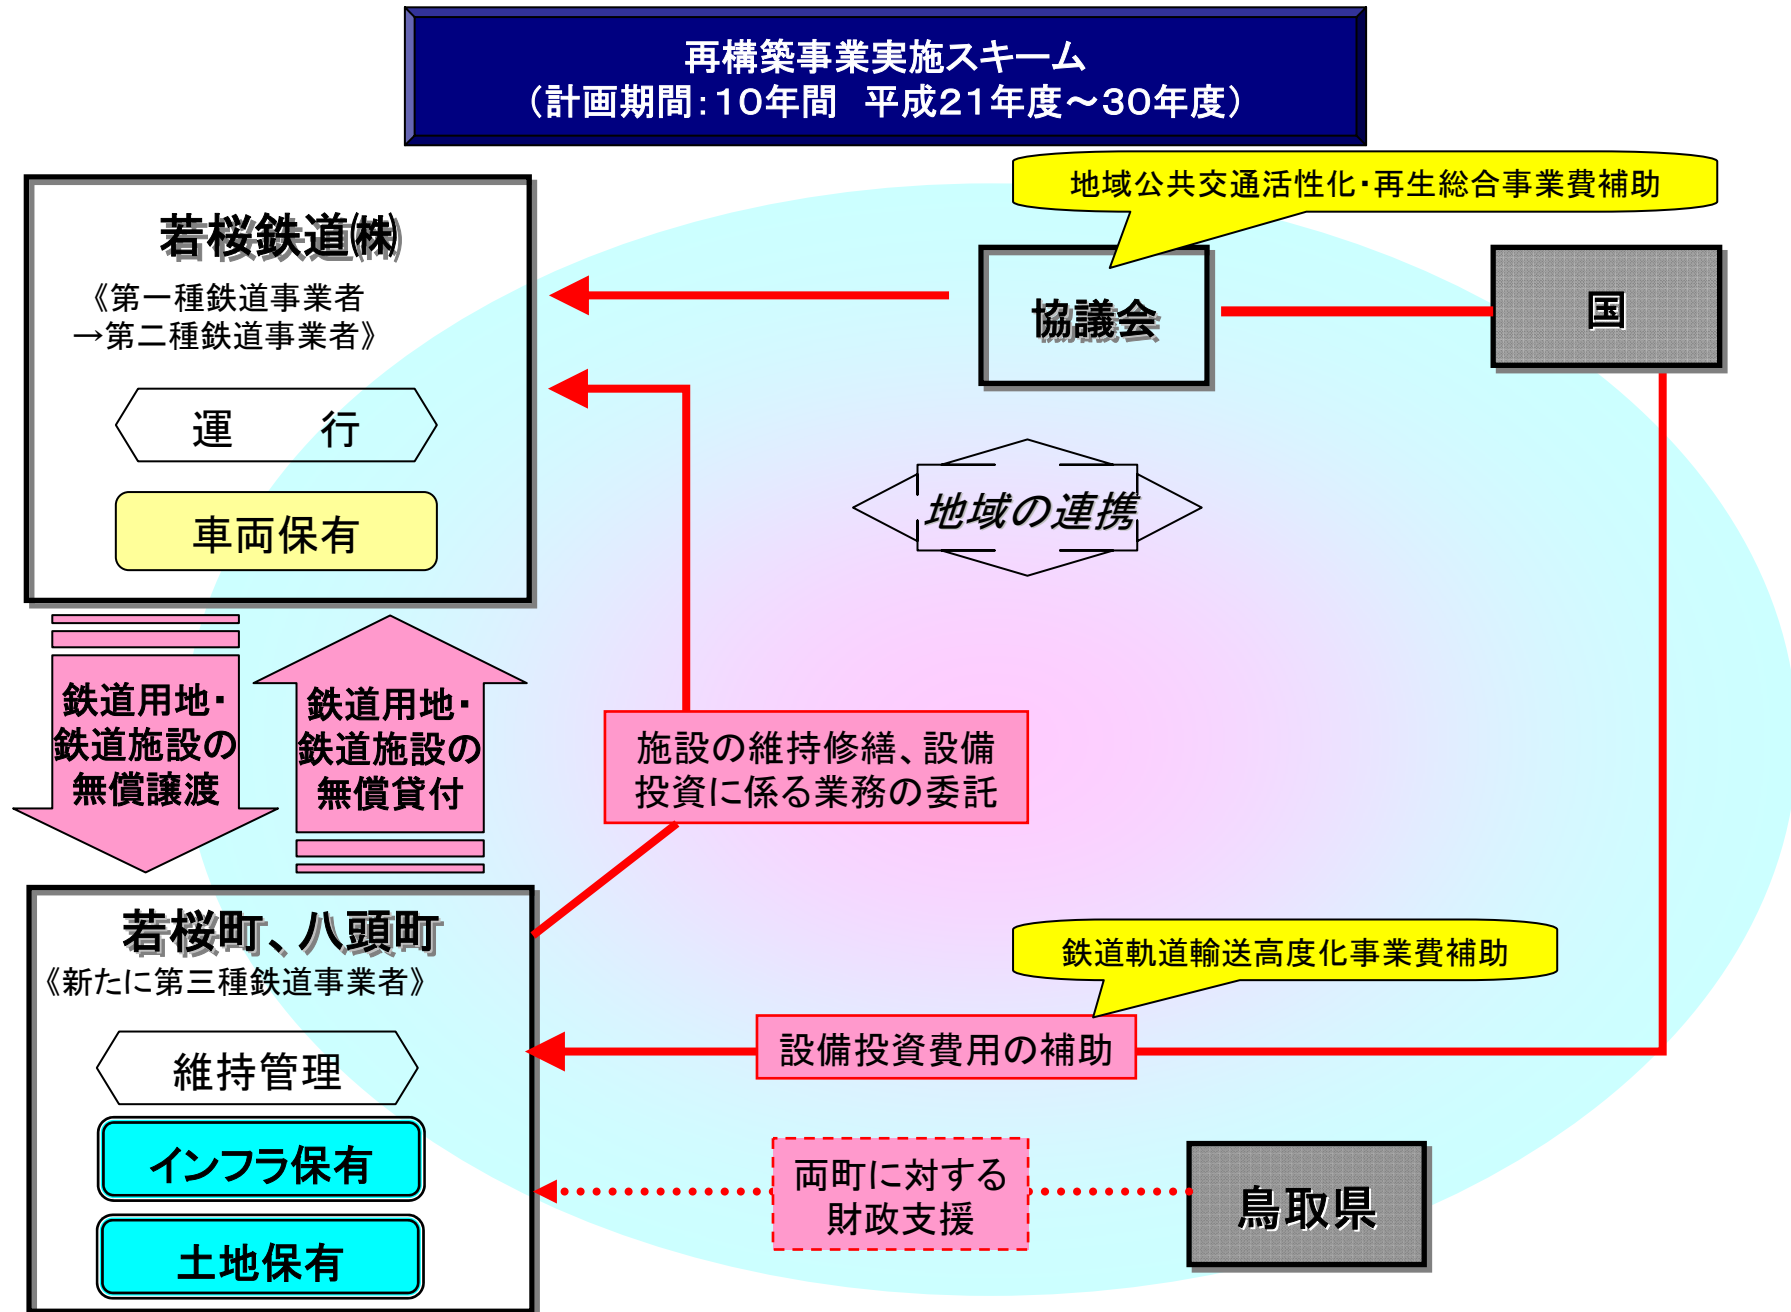 再構築事業実施スキーム
（計画期間：１０年間　平成２１年度～３０年度）
地域公共交通活性化・再生総合事業費補助
若桜鉄道㈱
《第一種鉄道事業者
→第二種鉄道事業者》
運　　行
車両保有
協議会
国
地域の連携
鉄道用地・
鉄道施設の
無償譲渡
鉄道用地・
鉄道施設の
無償貸付
施設の維持修繕、設備
投資に係る業務の委託
若桜町、八頭町
《新たに第三種鉄道事業者》
維持管理
インフラ保有
土地保有
鉄道軌道輸送高度化事業費補助
設備投資費用の補助
両町に対する
財政支援
鳥取県